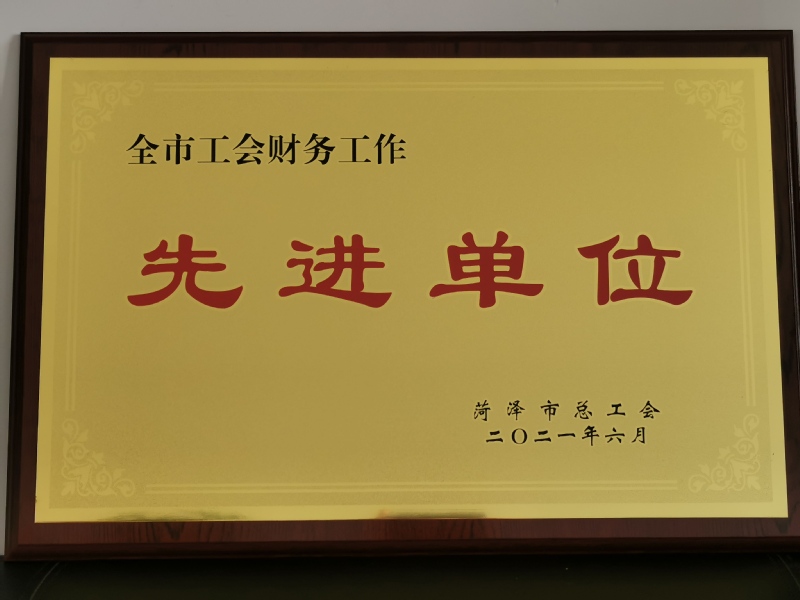 全市工会财务工作
先进单位
菏泽市总工会
二〇二一年六月